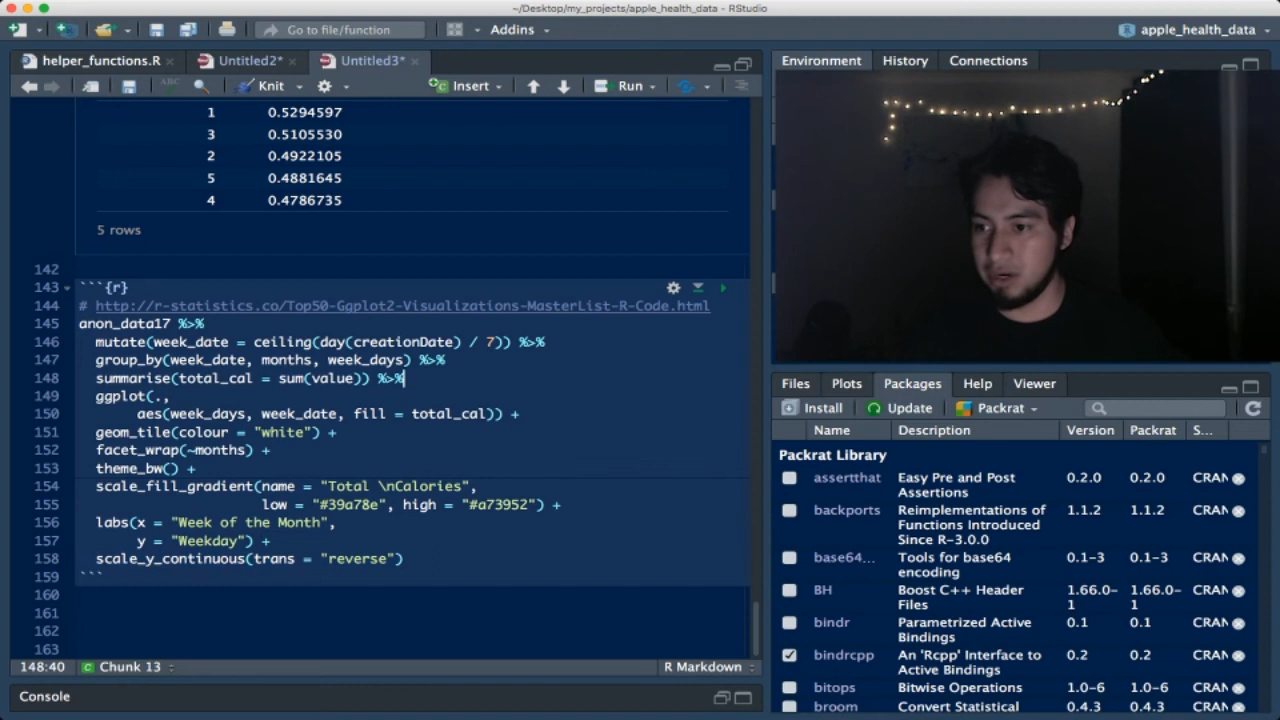 ~/Desktop/my_projects/apple_health_data - RStudio
Go to file/function
Addins
apple_health_data
helper_functions.R
Untitled2*
Untitled3*
Environment
History
Connections
ABC
Knit
Insert
Run
1 0.5294597
3 0.5105530
2 0.4922105
5 0.4881645
4 0.4786735
5 rows
142
143 ```{r}
144 # http://r-statistics.co/Top50-Ggplot2-Visualizations-MasterList-R-Code.html
145 anon_data17 %>%
146 mutate(week_date = ceiling(day(creationDate) / 7)) %>%
147 group_by(week_date, months, week_days) %>%
148 summarise(total_cal = sum(value)) %>%
149 ggplot(.,
150 aes(week_days, week_date, fill = total_cal)) +
151 geom_tile(colour = "white") +
152 facet_wrap(~months) +
153 theme_bw() +
154 scale_fill_gradient(name = "Total \nCalories",
155 low = "#39a78e", high = "#a73952") +
156 labs(x = "Week of the Month",
157 y = "Weekday") +
158 scale_y_continuous(trans = "reverse")
159 ```
160
161
162
163
148:40
Chunk 13
R Markdown
Console
Files
Plots
Packages
Help
Viewer
Install
Update
Packrat
Name
Description
Version
Packrat
S...
Packrat Library
assertthat Easy Pre and Post 0.2.0 0.2.0 CRAN
Assertions
backports Reimplementations of 1.1.2 1.1.2 CRAN
Functions Introduced
Since R-3.0.0
base64... Tools for base64 0.1-3 0.1-3 CRAN
encoding
BH Boost C++ Header 1.66.0- 1.66.0- CRAN
Files 1 1
bindr Parametrized Active 0.1 0.1 CRAN
Bindings
bindrcpp An 'Rcpp' Interface to 0.2 0.2 CRAN
Active Bindings
bitops Bitwise Operations 1.0-6 1.0-6 CRAN
broom Convert Statistical 0.4.3 0.4.3 CRAN